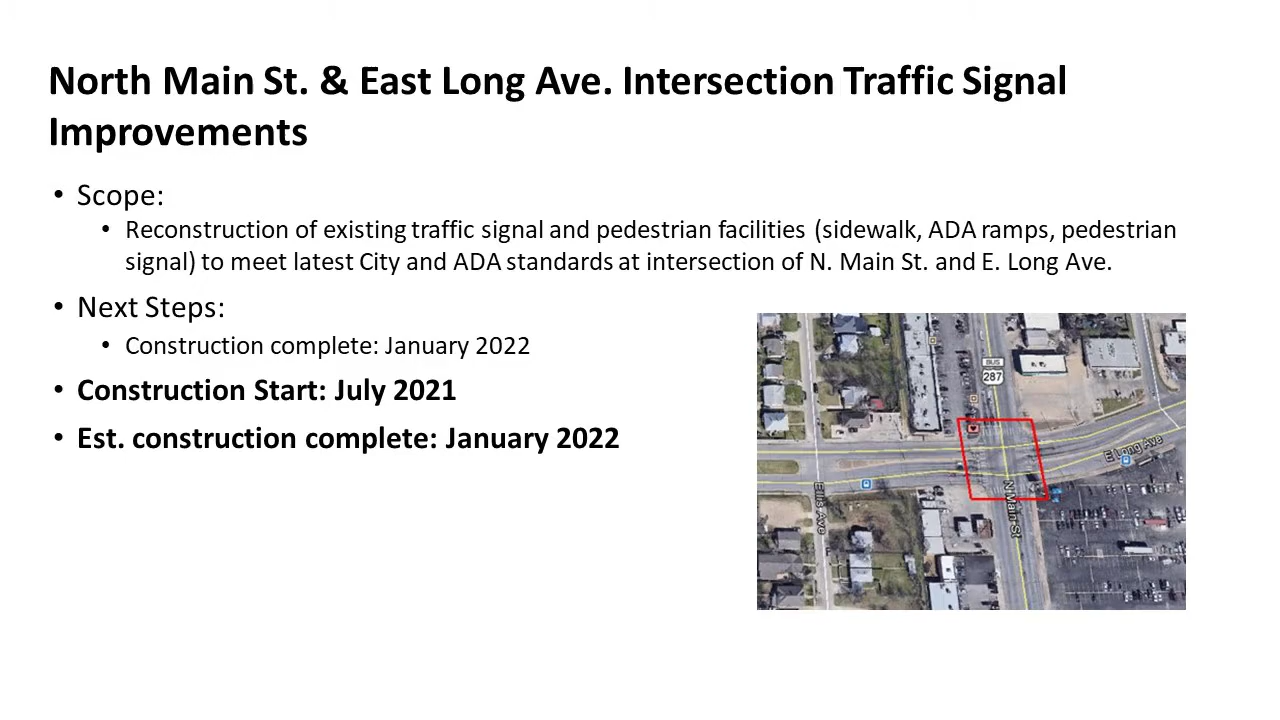 North Main St. & East Long Ave. Intersection Traffic Signal
Improvements
• Scope:
• Reconstruction of existing traffic signal and pedestrian facilities (sidewalk, ADA ramps, pedestrian
signal) to meet latest City and ADA standards at intersection of N. Main St. and E. Long Ave.
• Next Steps:
• Construction complete: January 2022
• Construction Start: July 2021
• Est. construction complete: January 2022
BUS
287
E Long Ave
Ellis Ave
N Main St